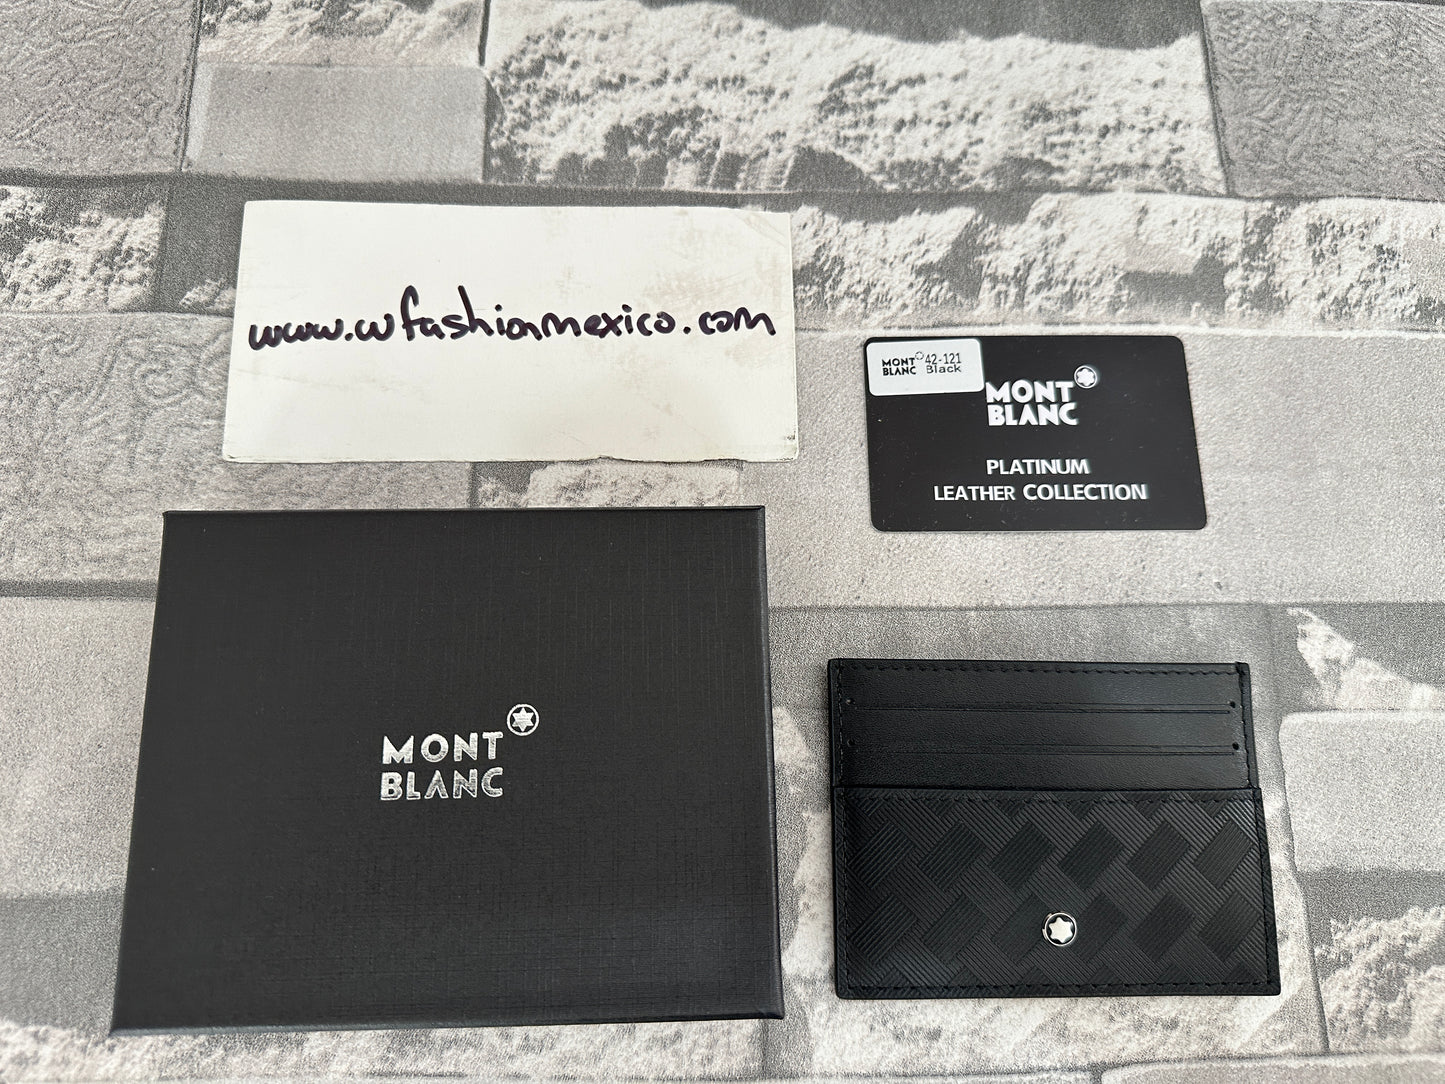 www.wfashionmexico.com
MONT
BLANC
42-121
Black
MONT
BLANC
PLATINUM
LEATHER COLLECTION
MONT
BLANC